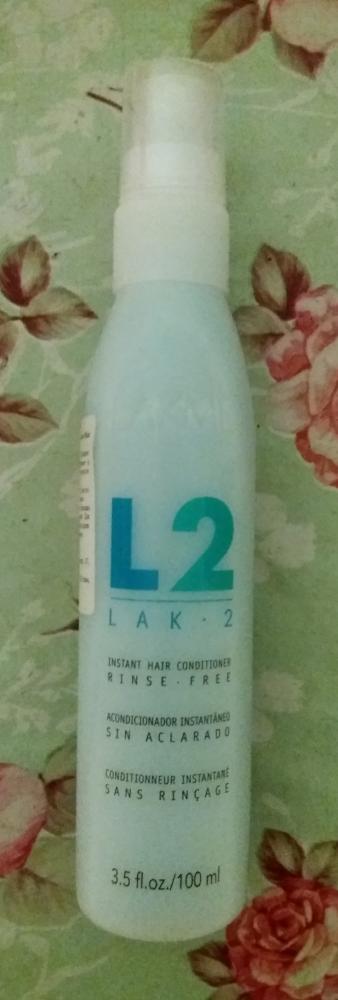 LAKMÉ
L2
LAK·2
INSTANT HAIR CONDITIONER
RINSE·FREE
ACONDICIONADOR INSTANTÁNEO
SIN ACLARADO
CONDITIONNEUR INSTANTANÉ
SANS RINÇAGE
3.5 fl.oz./100 ml